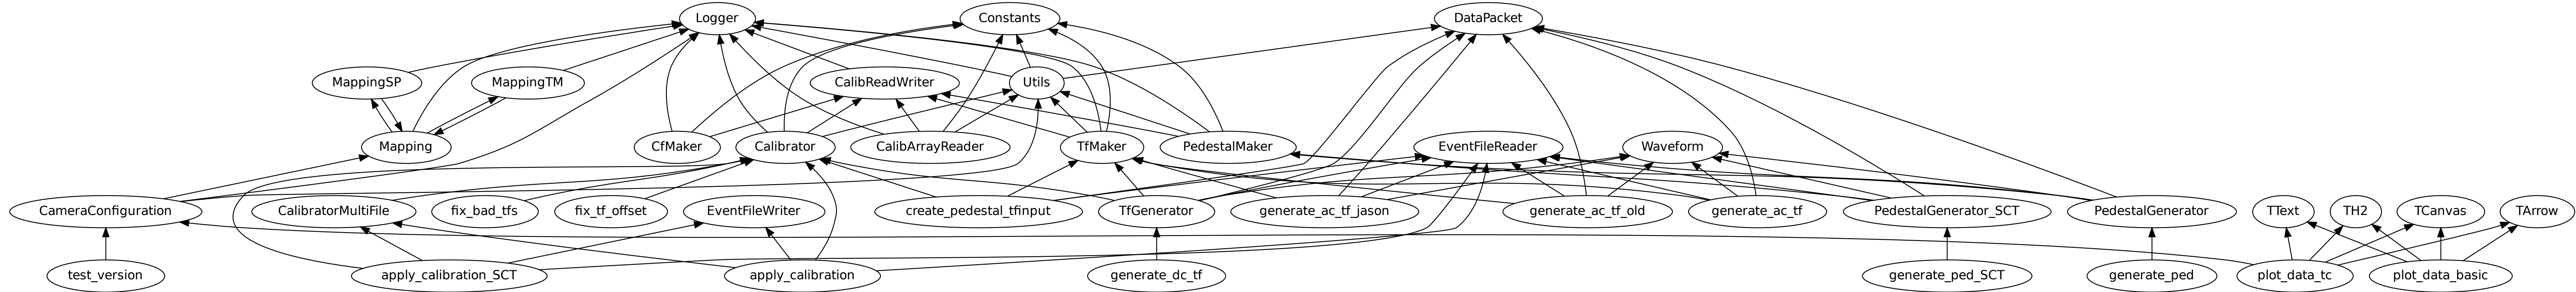 Logger
Constants
DataPacket
MappingSP
MappingTM
CalibReadWriter
Utils
Mapping
CfMaker
Calibrator
CalibArrayReader
TfMaker
PedestalMaker
EventFileReader
Waveform
CameraConfiguration
CalibratorMultiFile
fix_bad_tfs
fix_tf_offset
EventFileWriter
create_pedestal_tfinput
TfGenerator
generate_ac_tf_jason
generate_ac_tf_old
generate_ac_tf
PedestalGenerator_SCT
PedestalGenerator
TText
TH2
TCanvas
TArrow
test_version
apply_calibration_SCT
apply_calibration
generate_dc_tf
generate_ped_SCT
generate_ped
plot_data_tc
plot_data_basic